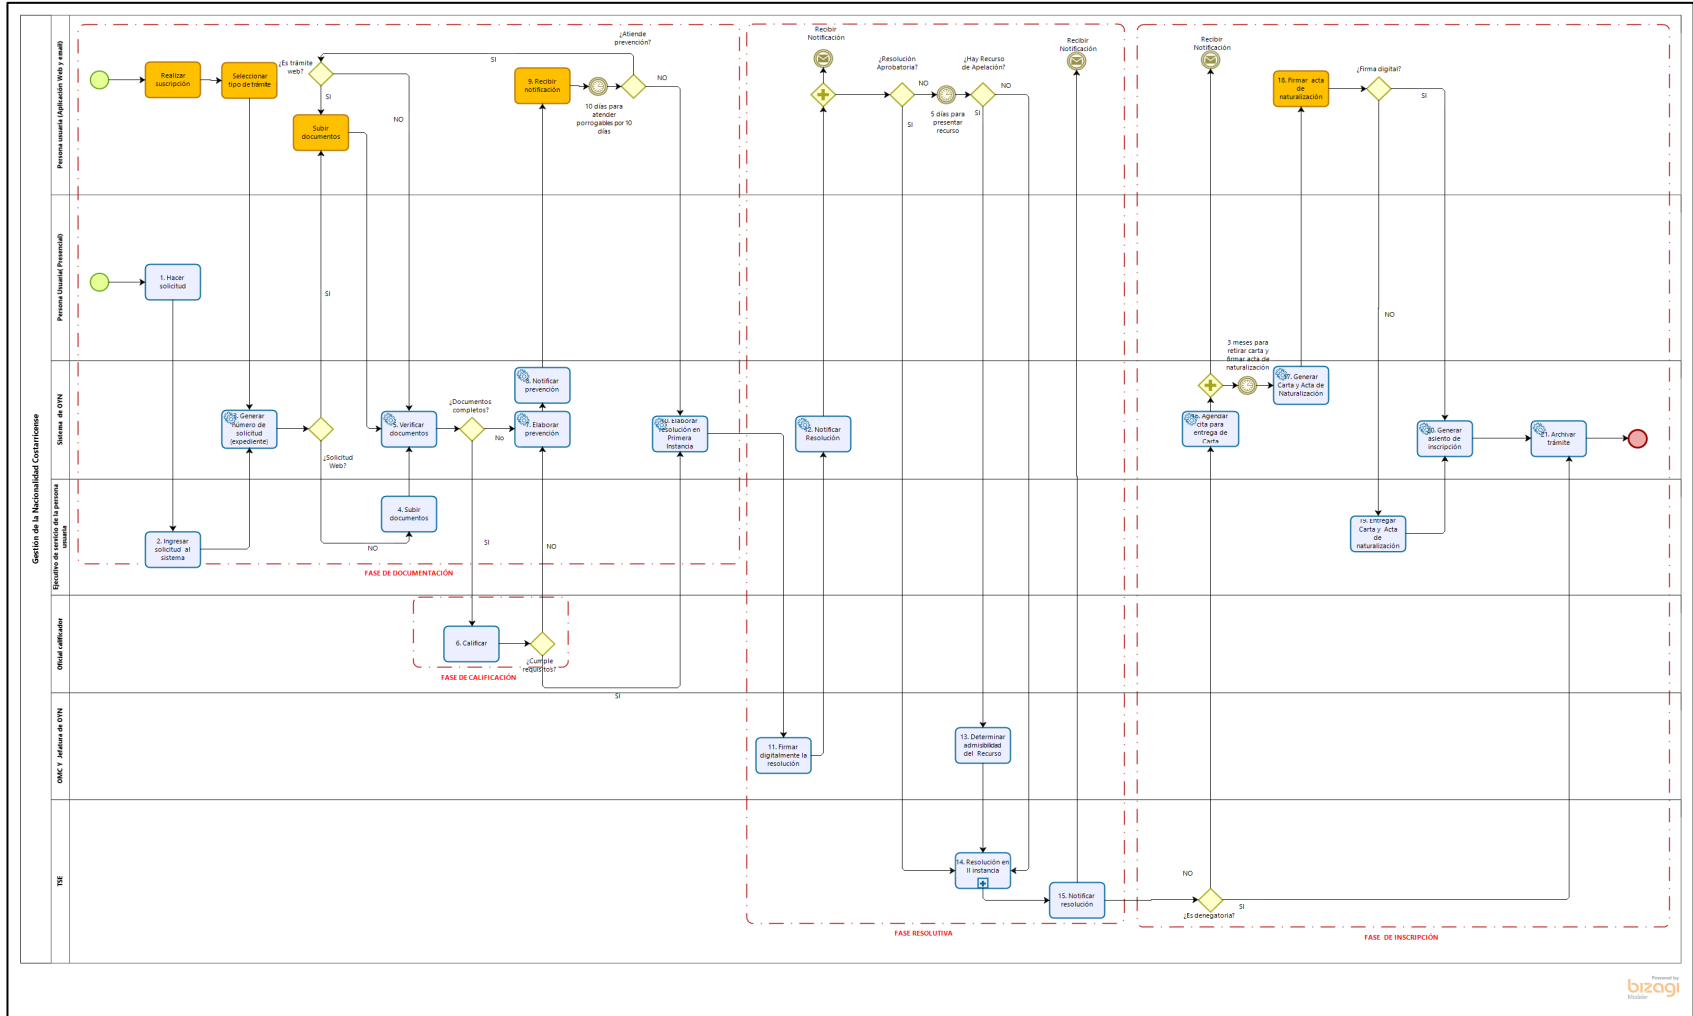 Gestión de la Nacionalidad Costarricense
Persona usuaria (Aplicación Web y email)
Realizar
suscripción
Seleccionar
tipo de trámite
¿Es trámite
web?
SI
NO
Subir
documentos
SI
9. Recibir
notificación
10 días para
atender
porrogables por 10
días
¿Atiende
prevención?
NO
Recibir
Notificación
¿Resolución
Aprobatoria?
NO
SI
5 días para
presentar
recurso
¿Hay Recurso
de Apelación?
NO
SI
Recibir
Notificación
Recibir
Notificación
18. Firmar acta
de
naturalización
¿Firma digital?
SI
Persona Usuaria( Presencial)
1. Hacer
solicitud
SI
NO
3 meses para
retirar carta y
firmar acta de
naturalización
Sistema de OYN
3. Generar
número de
solicitud
(expediente)
¿Solicitud
Web?
5. Verificar
documentos
¿Documentos
completos?
No
8. Notificar
prevención
7. Elaborar
prevención
10. Elaborar
resolución en
Primera
Instancia
12. Notificar
Resolución
16. Agendar
cita para
entrega de
Carta
17. Generar
Carta y Acta de
Naturalización
20. Generar
asiento de
inscripción
21. Archivar
trámite
Ejecutivo de servicio de la persona
usuaria
2. Ingresar
solicitud al
sistema
4. Subir
documentos
NO
SI
NO
19. Entregar
Carta y Acta
de
naturalización
FASE DE DOCUMENTACIÓN
Oficial calificador
6. Calificar
¿Cumple
requisitos?
FASE DE CALIFICACIÓN
SI
OMC Y Jefatura de OYN
11. Firmar
digitalmente la
resolución
13. Determinar
admisibilidad
del Recurso
TSE
14. Resolución en
II instancia
15. Notificar
resolución
NO
¿Es denegatoria?
SI
FASE RESOLUTIVA
FASE DE INSCRIPCIÓN
Powered by
bizagi
Modeler